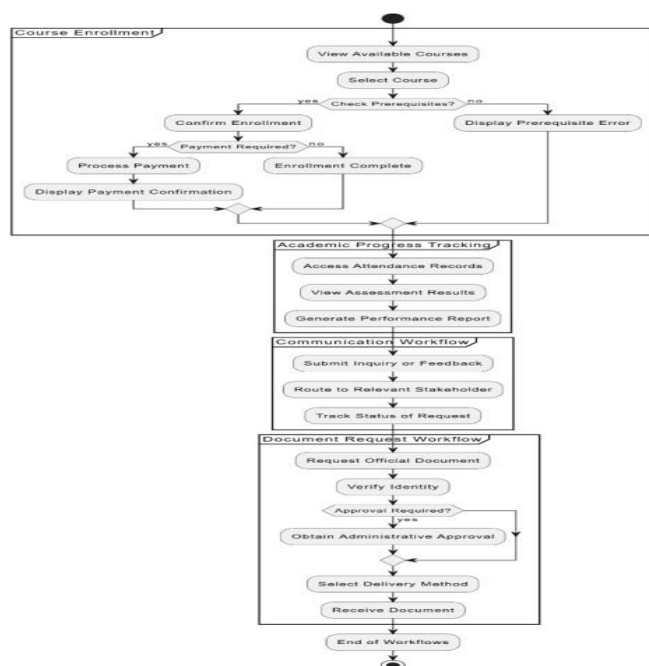 Course Enrollment
View Available Courses
Select Course
yes Check Prerequisites? no
Confirm Enrollment
Display Prerequisite Error
yes Payment Required? no
Process Payment
Enrollment Complete
Display Payment Confirmation
Academic Progress Tracking
Access Attendance Records
View Assessment Results
Generate Performance Report
Communication Workflow
Submit Inquiry or Feedback
Route to Relevant Stakeholder
Track Status of Request
Document Request Workflow
Request Official Document
Verify Identity
Approval Required?
yes
Obtain Administrative Approval
Select Delivery Method
Receive Document
End of Workflows